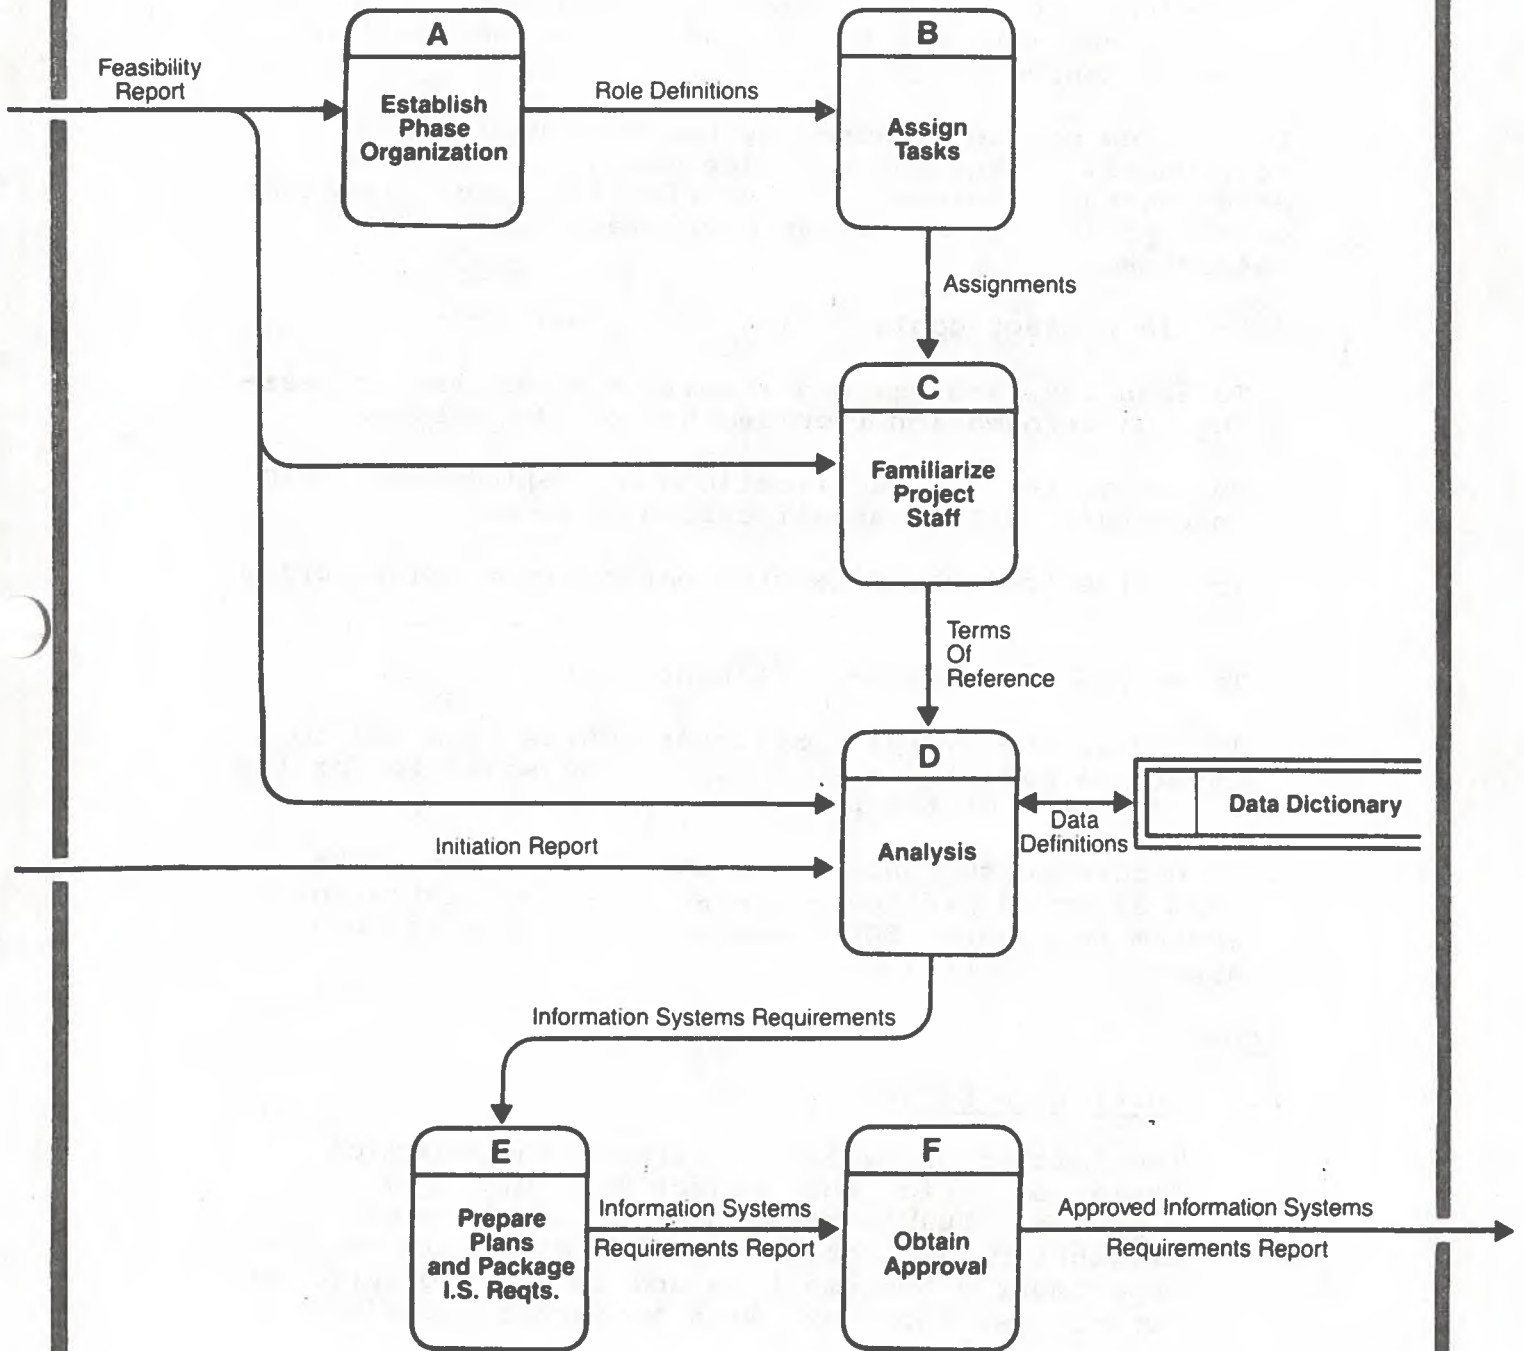 A
Establish
Phase
Organization
B
Assign
Tasks
Feasibility
Report
Role Definitions
Assignments
C
Familiarize
Project
Staff
Terms
Of
Reference
D
Analysis
Data
Definitions
Data Dictionary
Initiation Report
Information Systems Requirements
E
Prepare
Plans
and Package
I.S. Reqts.
Information Systems
Requirements Report
F
Obtain
Approval
Approved Information Systems
Requirements Report